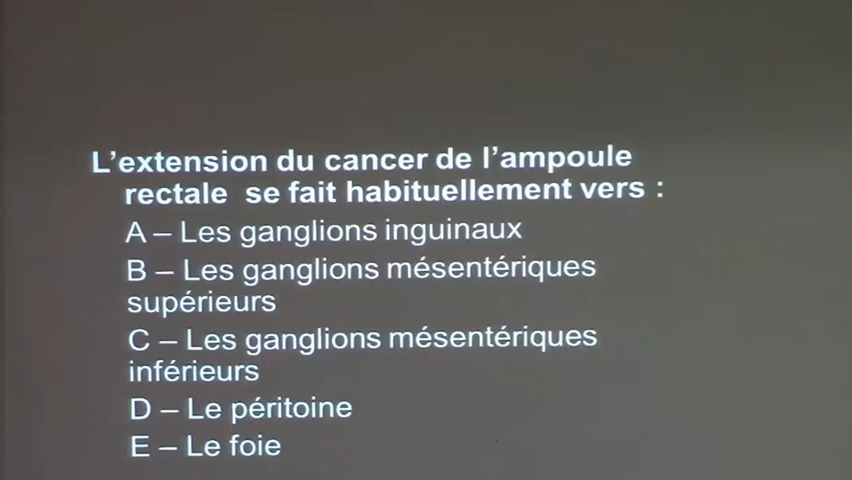 L’extension du cancer de l’ampoule
rectale se fait habituellement vers :
A – Les ganglions inguinaux
B – Les ganglions mésentériques
supérieurs
C – Les ganglions mésentériques
inférieurs
D – Le péritoine
E – Le foie